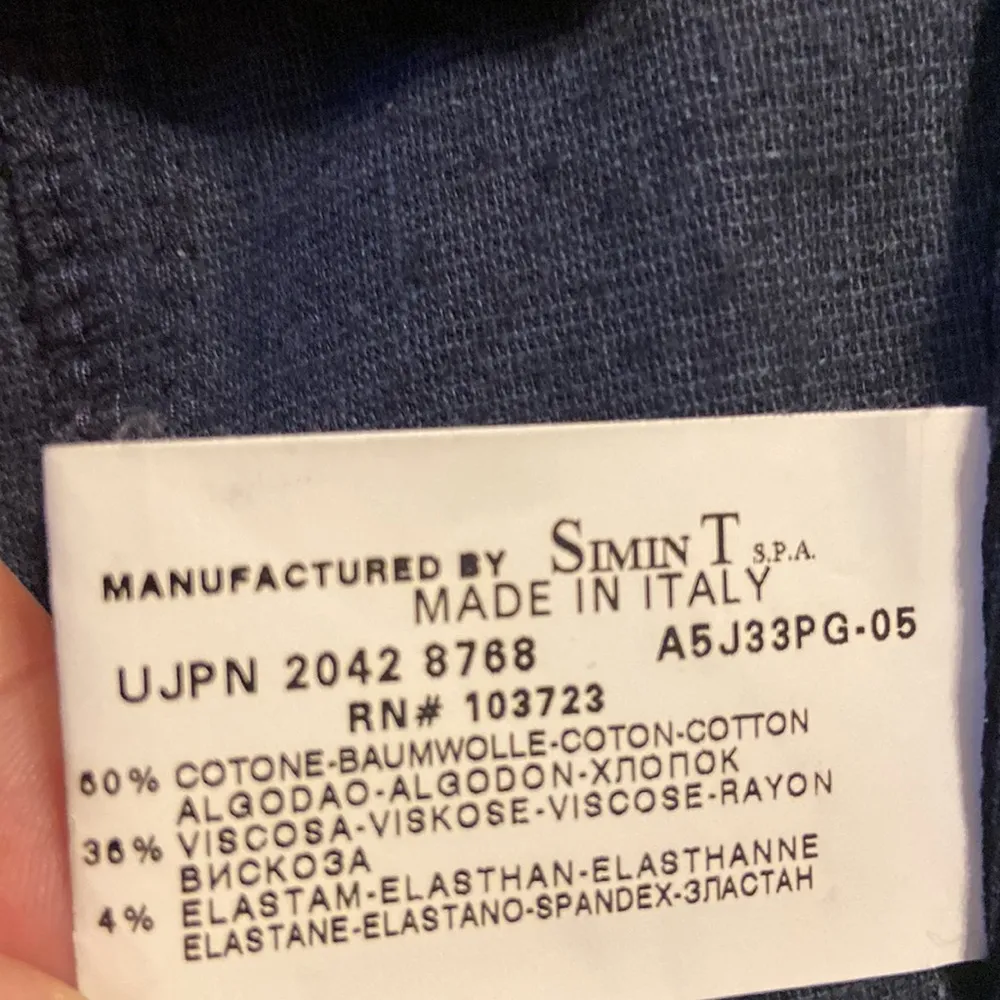 MANUFACTURED BY SIMIN T S.P.A.
MADE IN ITALY
UJPN 2042 8768 A5J33PG-05
RN# 103723
60% COTONE-BAUMWOLLE-COTON-COTTON
ALGODAO-ALGODON-ХЛОПОК
36% VISCOSA-VISKOSE-VISCOSE-RAYON
ВИСКОЗА
4% ELASTAM-ELASTHAN-ELASTHANNE
ELASTANE-ELASTANO-SPANDEX-ЗЛАСТАН